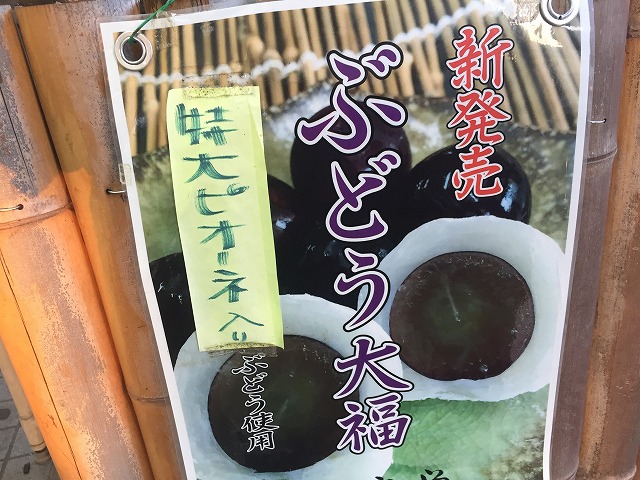 新発売
ぶどう大福
特大ピオーネ入り
ぶどう使用